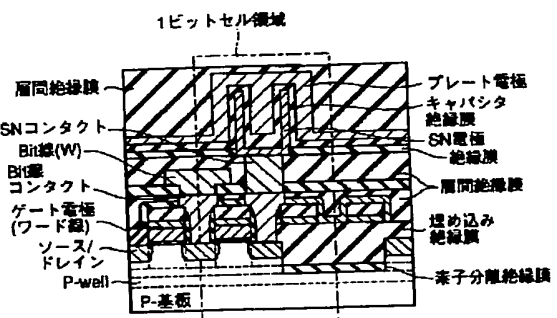 1ビットセル領域
層間絶縁膜
SNコンタクト
Bit線(W)
Bit線
コンタクト
ゲート電極
(ワード線)
ソース/
ドレイン
P-well
P-基板
プレート電極
キャパシタ
絶縁膜
SN電極
絶縁膜
層間絶縁膜
埋め込み
絶縁膜
素子分離絶縁膜